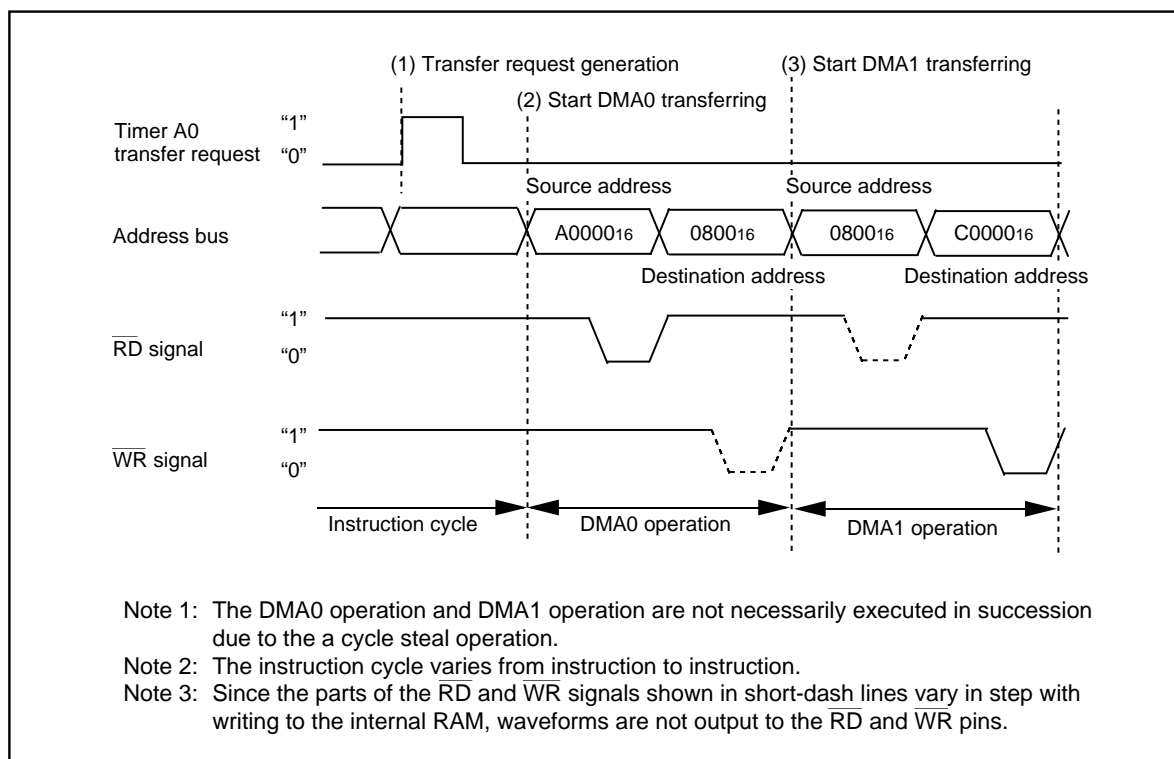 (1) Transfer request generation
(3) Start DMA1 transferring
(2) Start DMA0 transferring
Timer A0
transfer request
“1”
“0”
Source address
Source address
Address bus
A000016
080016
080016
C000016
Destination address
Destination address
RD signal
“1”
“0”
WR signal
“1”
“0”
Instruction cycle
DMA0 operation
DMA1 operation
Note 1: The DMA0 operation and DMA1 operation are not necessarily executed in succession
due to the a cycle steal operation.
Note 2: The instruction cycle varies from instruction to instruction.
Note 3: Since the parts of the RD and WR signals shown in short-dash lines vary in step with
writing to the internal RAM, waveforms are not output to the RD and WR pins.